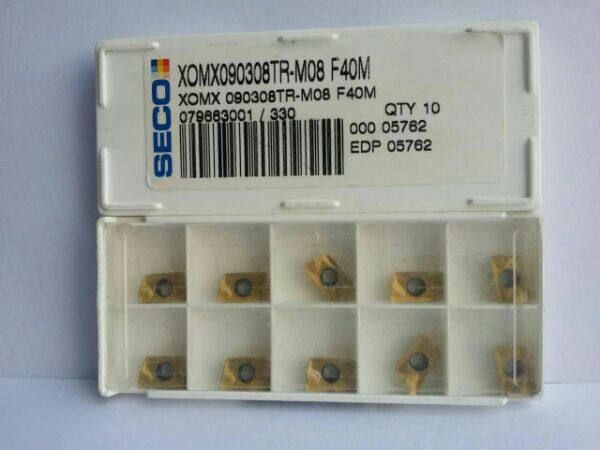 SECO
XOMX090308TR-M08 F40M
XOMX 090308TR-M08 F40M
079663001 / 330
QTY 10
000 05762
EDP 05762